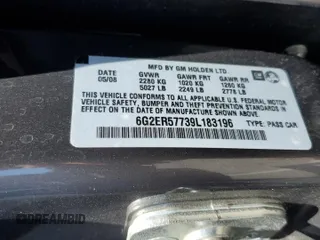 MFD BY GM HOLDEN LTD.
DATE GVWR GAWR FRT GAWR RR
05/08 2280 KG 1020 KG 1260 KG
5027 LB 2249 LB 2778 LB
THIS VEHICLE CONFORMS TO ALL APPLICABLE U.S. FEDERAL MOTOR
VEHICLE SAFETY, BUMPER AND THEFT PREVENTION STANDARDS
IN EFFECT ON THE DATE OF MANUFACTURE SHOWN ABOVE.
6G2ER57739L183196 TYPE: PASS CAR
DREAMBID